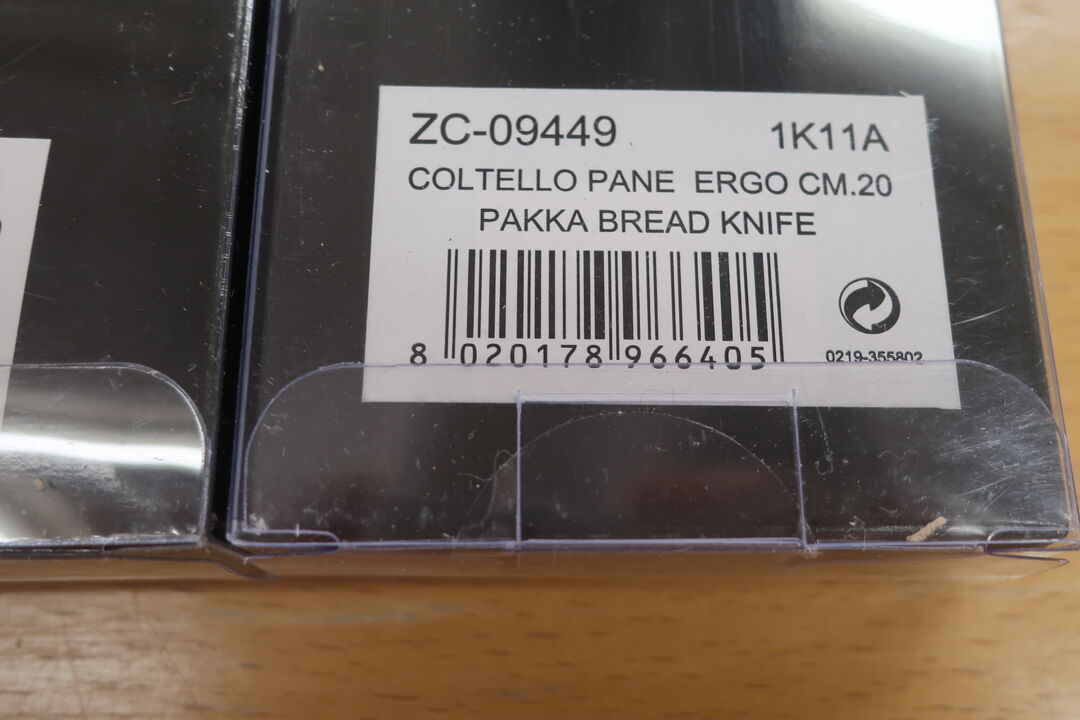 ZC-09449 1K11A
COLTELLO PANE ERGO CM.20
PAKKA BREAD KNIFE
8 020178 966405
0219-355802